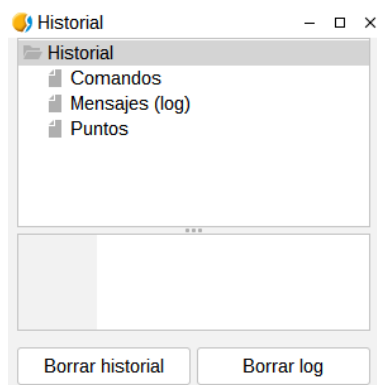 Historial
Historial
Comandos
Mensajes (log)
Puntos
Borrar historial
Borrar log